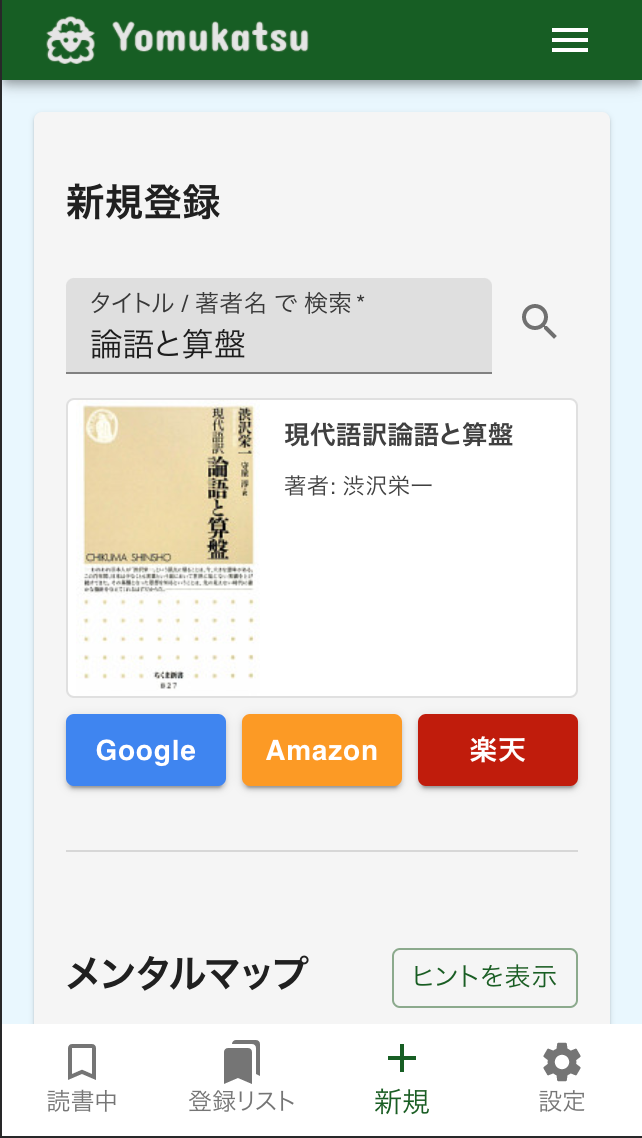 Yomukatsu
新規登録
タイトル / 著者名 で 検索 *
論語と算盤
渋沢栄一
現代語訳 論語と算盤
CHIKUMA SHINSHO
ちくま新書
827
現代語訳論語と算盤
著者: 渋沢栄一
Google
Amazon
楽天
メンタルマップ
ヒントを表示
読書中
登録リスト
新規
設定